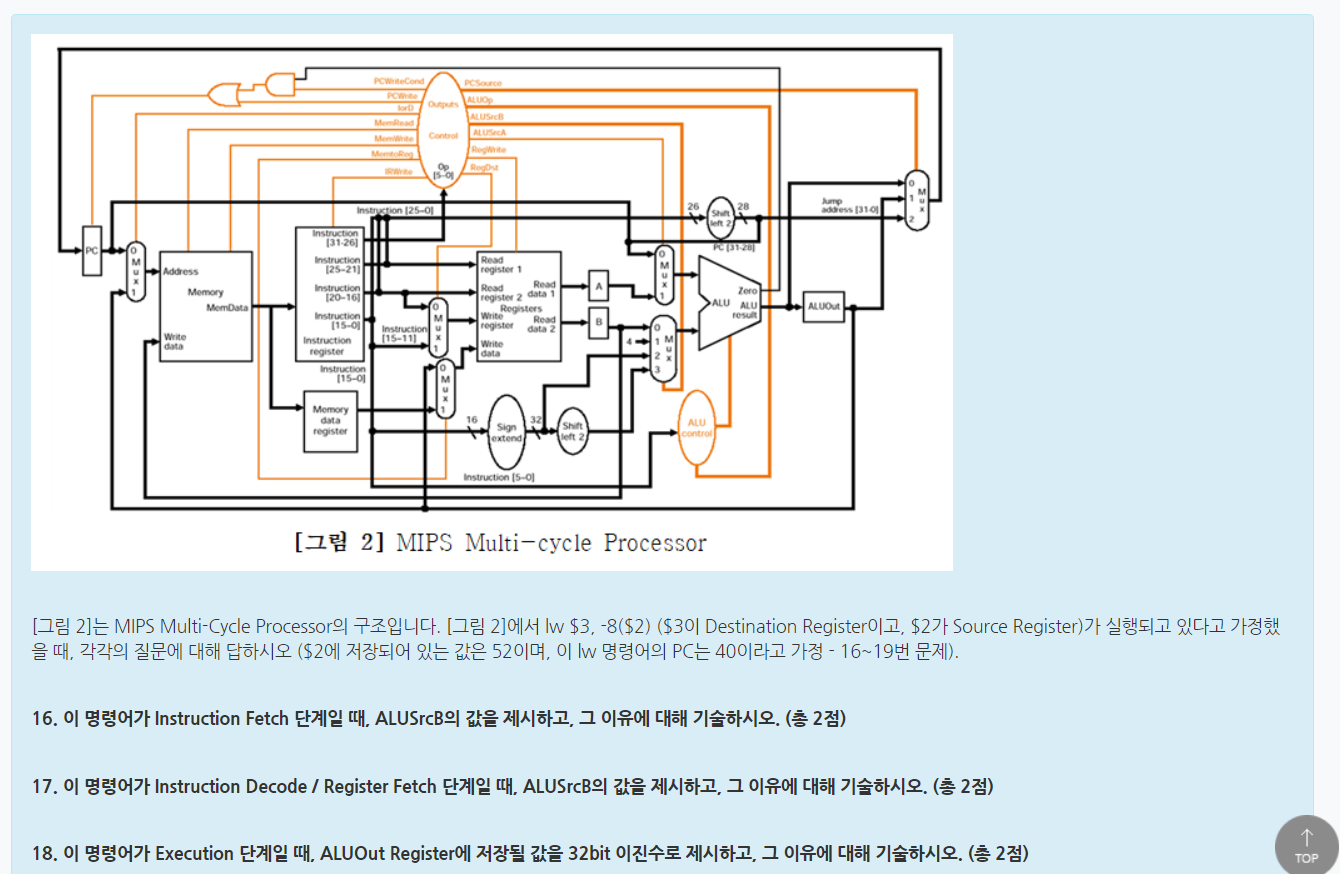 PCWriteCond
PCWrite
IorD
MemRead
MemWrite
MemtoReg
IRWrite
Outputs
Control
Op
[5–0]
PCSource
ALUOp
ALUSrcB
ALUSrcA
RegWrite
RegDst
PC
0
M
u
x
1
Address
Memory
MemData
Write
data
Instruction [25–0]
Instruction
[31-26]
Instruction
[25–21]
Instruction
[20–16]
Instruction
[15–0]
Instruction
register
Instruction
[15–0]
Memory
data
register
Instruction
[15–11]
0
M
u
x
1
0
M
u
x
1
Read
register 1
Read
register 2
Registers
Write
register
Write
data
Read
data 1
Read
data 2
A
B
16
Sign
extend
32
Shift
left 2
Instruction [5–0]
26
Shift
left 2
28
PC [31-28]
Jump
address [31-0]
0
M
u
x
1
4
0
1 M
u
2 x
3
Zero
ALU
ALU
result
ALU
control
ALUOut
0
M
1 u
x
2
[그림 2] MIPS Multi-cycle Processor
[그림 2]는 MIPS Multi-Cycle Processor의 구조입니다. [그림 2]에서 lw $3, -8($2) ($3이 Destination Register이고, $2가 Source Register)가 실행되고 있다고 가정했
을 때, 각각의 질문에 대해 답하시오 ($2에 저장되어 있는 값은 52이며, 이 lw 명령어의 PC는 40이라고 가정 - 16~19번 문제).
16. 이 명령어가 Instruction Fetch 단계일 때, ALUSrcB의 값을 제시하고, 그 이유에 대해 기술하시오. (총 2점)
17. 이 명령어가 Instruction Decode / Register Fetch 단계일 때, ALUSrcB의 값을 제시하고, 그 이유에 대해 기술하시오. (총 2점)
18. 이 명령어가 Execution 단계일 때, ALUOut Register에 저장될 값을 32bit 이진수로 제시하고, 그 이유에 대해 기술하시오. (총 2점)
TOP